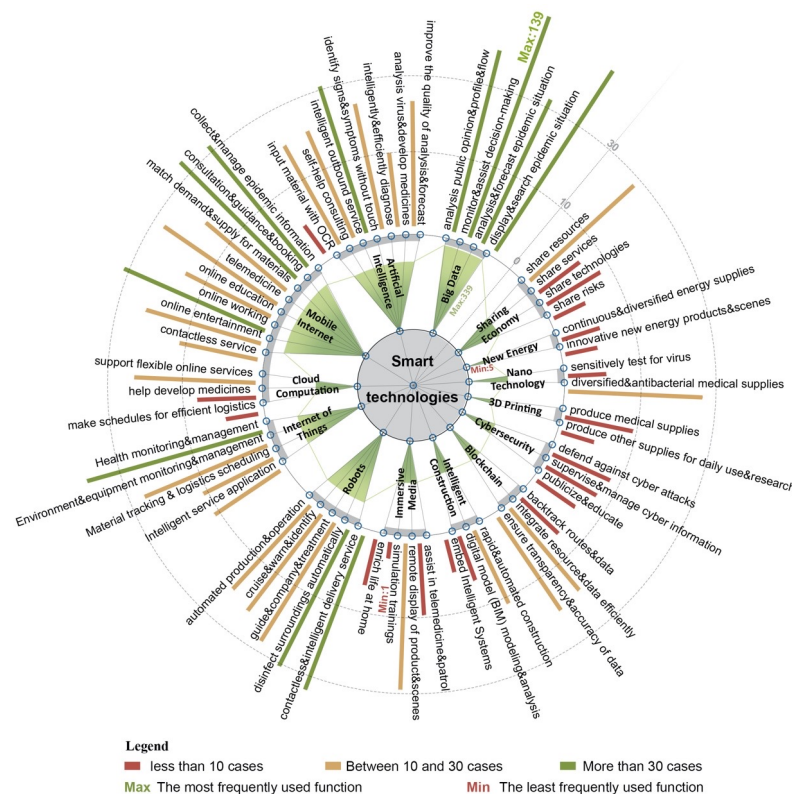 Smart
technologies
Big Data
Max:339
Sharing
Economy
New Energy
Min:5
Nano
Technology
3D Printing
Cybersecurity
Blockchain
Intelligent
Construction
Immersive
Media
Robots
Internet of
Things
Cloud
Computation
Mobile
Internet
Artificial
Intelligence
analysis public opinion&profile&flow
monitor&assist decision-making
Max:139
analysis&forecast epidemic situation
display&search epidemic situation
0
10
30
share resources
share services
share technologies
share risks
continuous&diversified energy supplies
innovative new energy products&scenes
sensitively test for virus
diversified&antibacterial medical supplies
produce medical supplies
produce other supplies for daily use&research
defend against cyber attacks
supervise&manage cyber information
publicize&educate
backtrack routes&data
integrate resource&data efficiently
ensure transparency&accuracy of data
rapid&automated construction
digital model (BIM) modeling&analysis
embed Intelligent Systems
assist in telemedicine&patrol
remote display of product&scenes
simulation trainings
Min:1
enrich life at home
contactless&intelligent delivery service
disinfect surroundings automatically
guide&company&treatment
cruise&warn&identify
automated production&operation
Intelligent service application
Material tracking & logistics scheduling
Environment&equipment monitoring&management
Health monitoring&management
make schedules for efficient logistics
help develop medicines
support flexible online services
contactless service
online entertainment
online working
online education
telemedicine
match demand&supply for materials
consultation&guidance&booking
collect&manage epidemic information
input material with OCR
self-help consulting
intelligent outbound service
identify signs&symptoms without touch
intelligently&efficiently diagnose
analysis virus&develop medicines
improve the quality of analysis&forecast
Legend
less than 10 cases
Between 10 and 30 cases
More than 30 cases
Max The most frequently used function
Min The least frequently used function